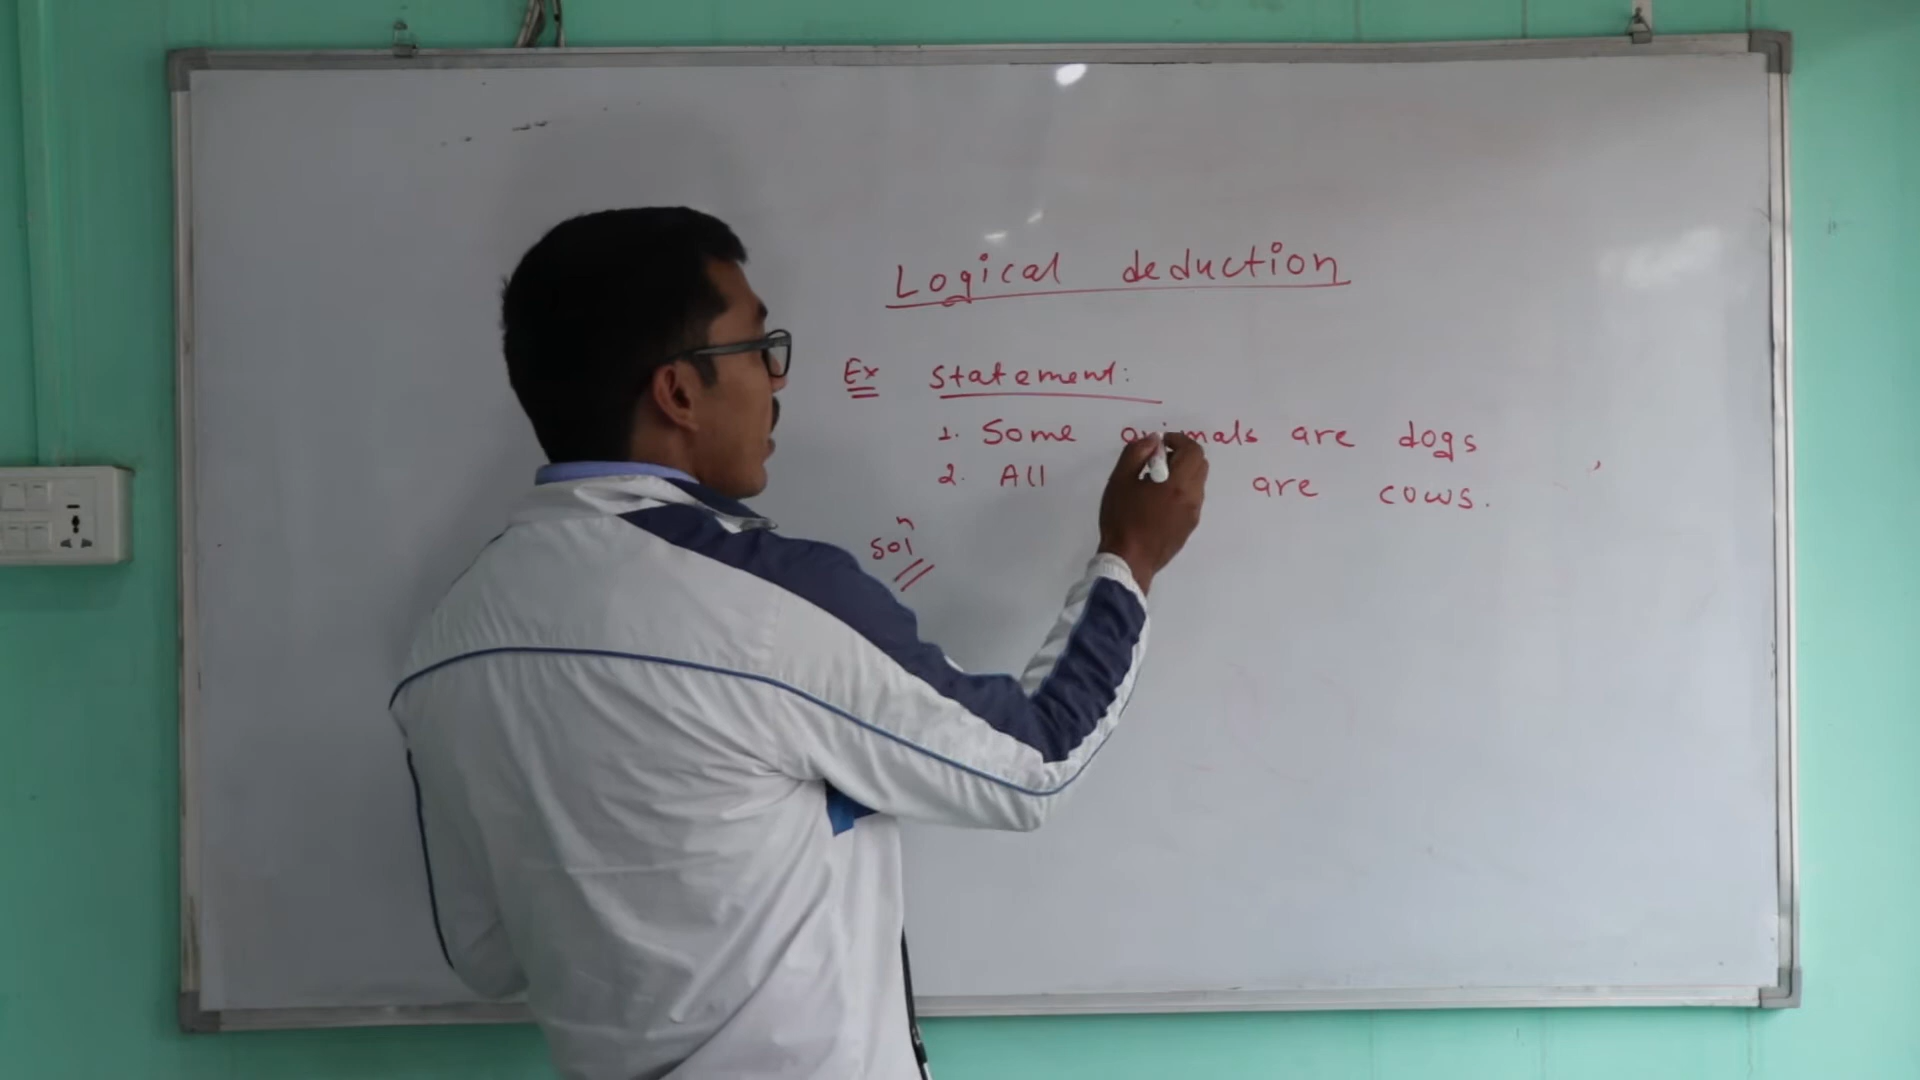 Logical deduction
Ex Statement:
1. Some animals are dogs
2. All are cows.
Solⁿ